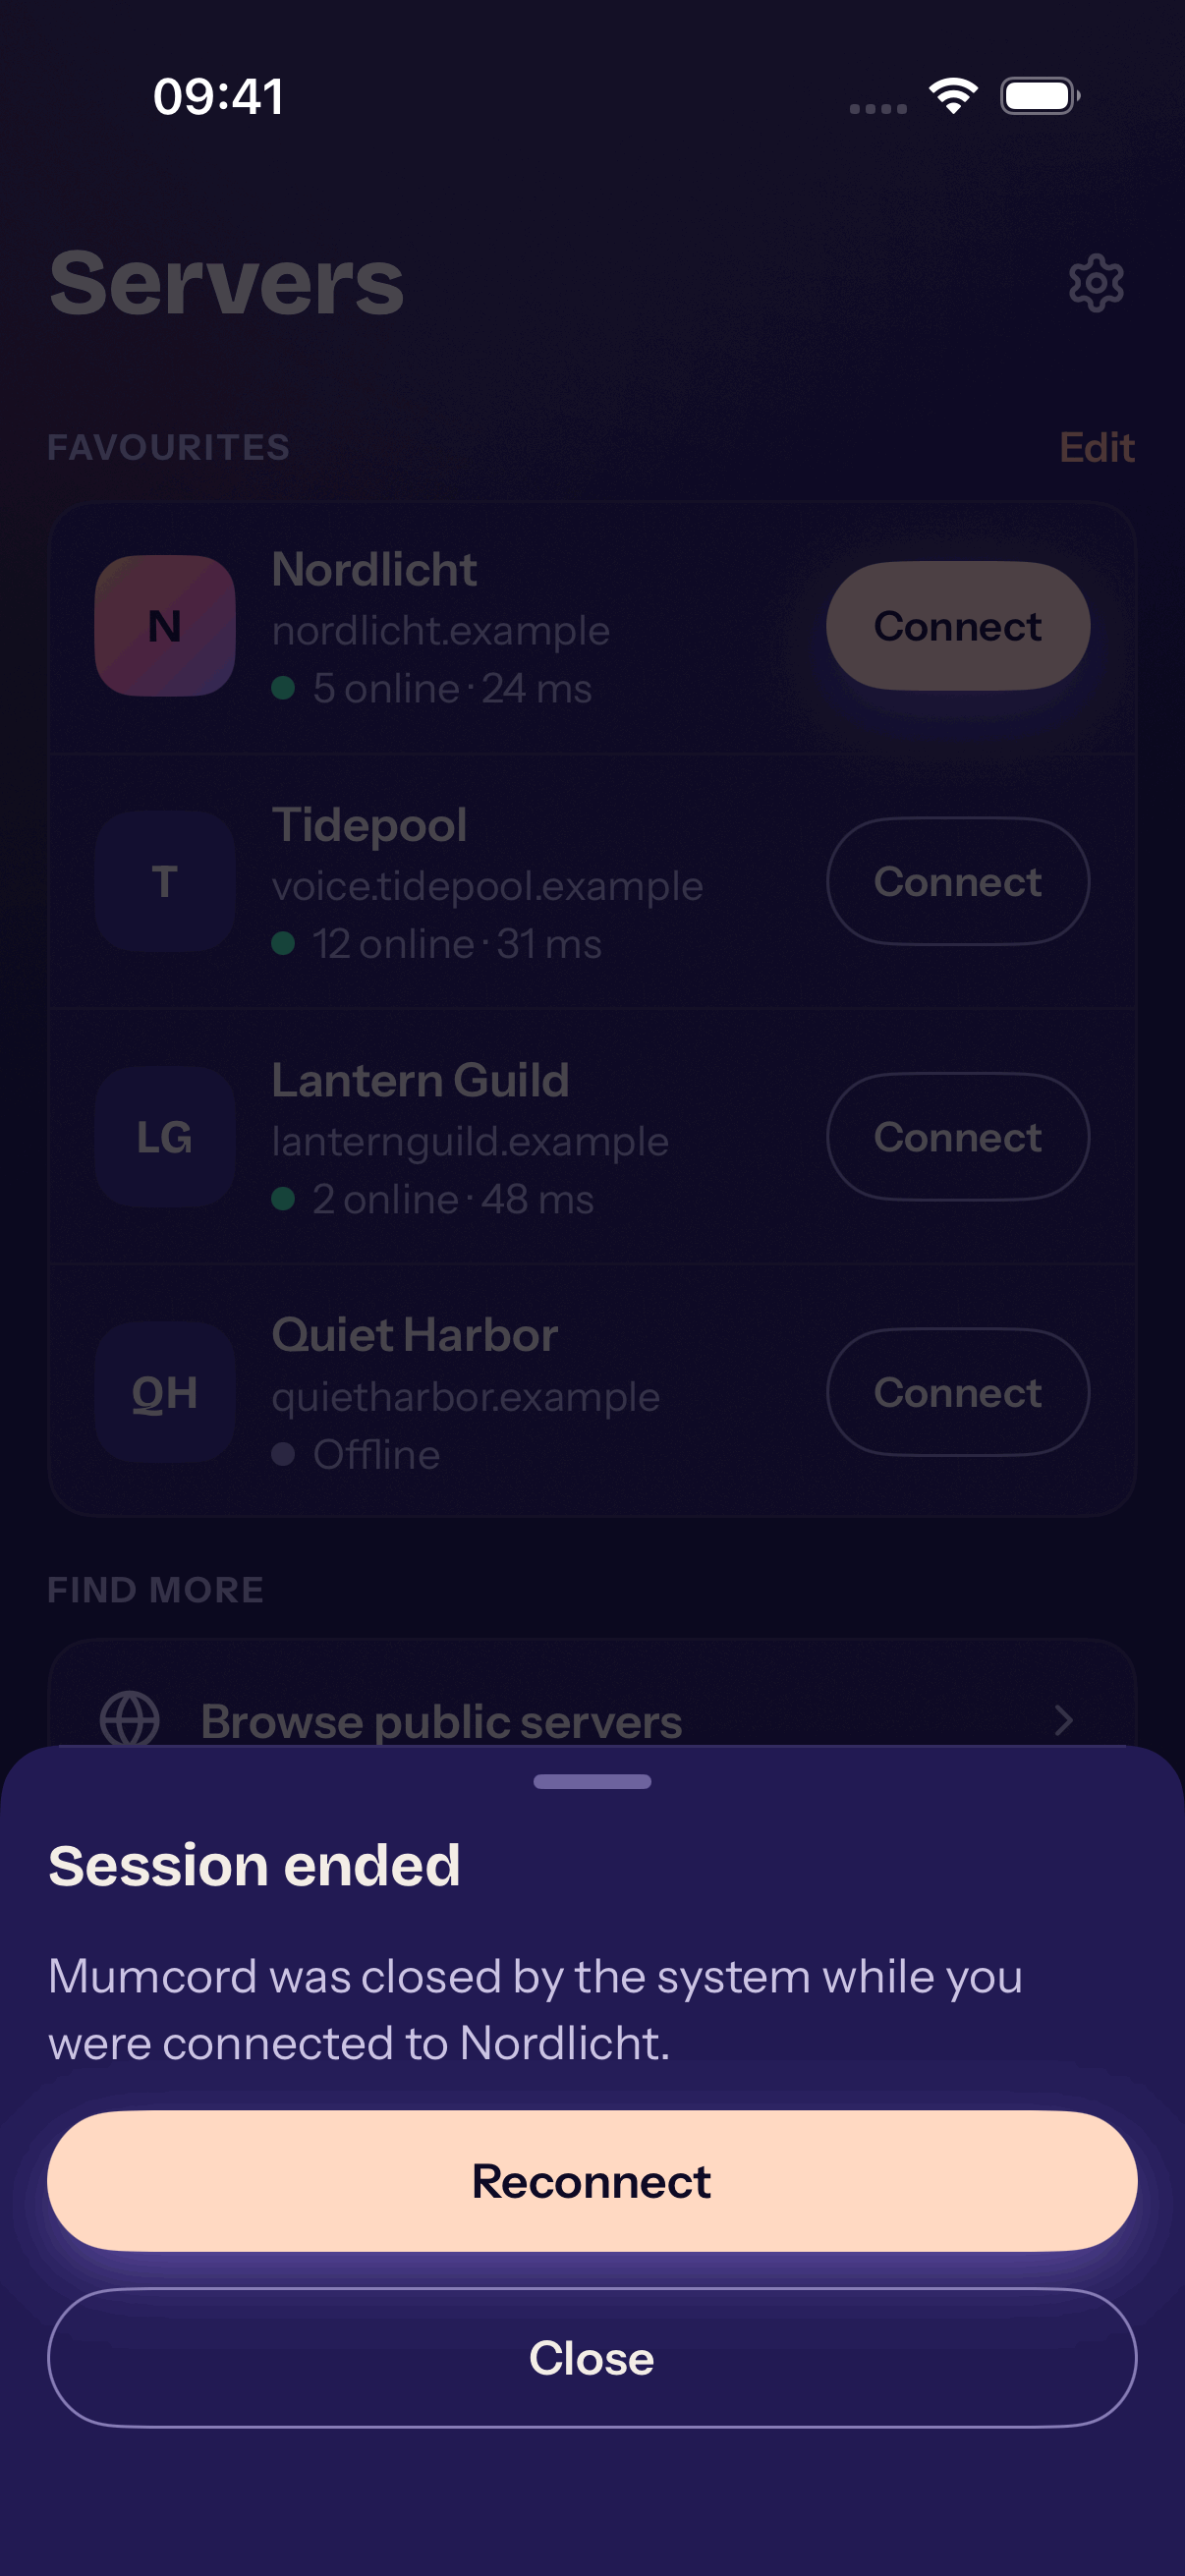 09:41
Servers
FAVOURITES
Edit
N
Nordlicht
nordlicht.example
5 online · 24 ms
Connect
T
Tidepool
voice.tidepool.example
12 online · 31 ms
Connect
LG
Lantern Guild
lanternguild.example
2 online · 48 ms
Connect
QH
Quiet Harbor
quietharbor.example
Offline
Connect
FIND MORE
Browse public servers
Session ended
Mumcord was closed by the system while you
were connected to Nordlicht.
Reconnect
Close